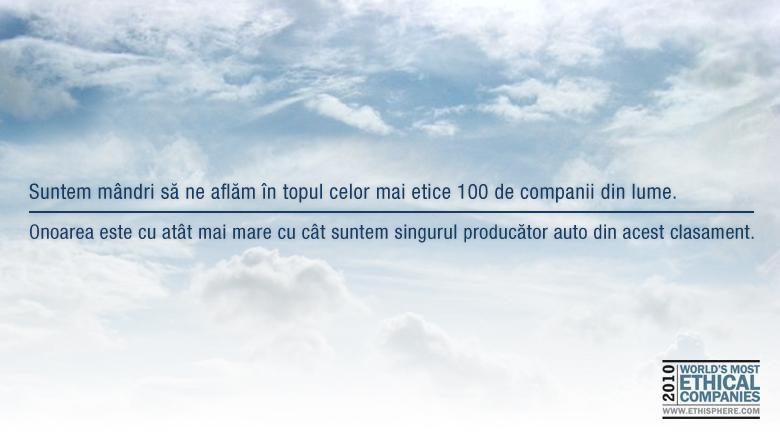 Suntem mândri să ne aflăm în topul celor mai etice 100 de companii din lume.
Onoarea este cu atât mai mare cu cât suntem singurul producător auto din acest clasament.
2010
WORLD'S MOST
ETHICAL
COMPANIES
WWW.ETHISPHERE.COM